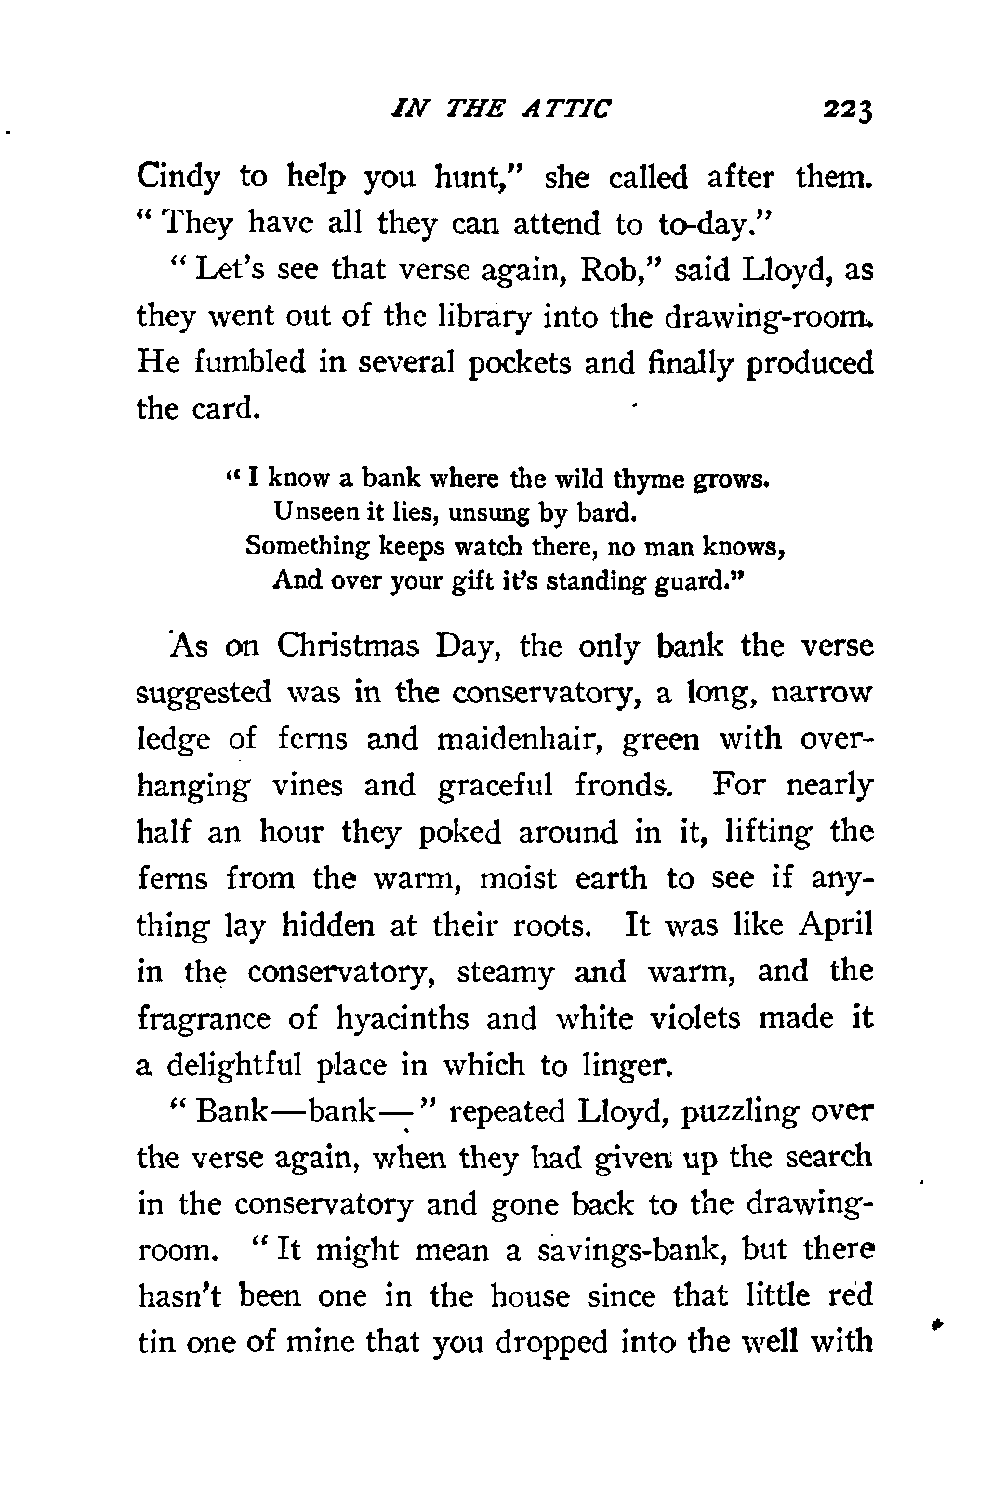 IN THE ATTIC 223
Cindy to help you hunt," she called after them.
"They have all they can attend to to-day."
"Let's see that verse again, Rob," said Lloyd, as
they went out of the library into the drawing-room.
He fumbled in several pockets and finally produced
the card.
"I know a bank where the wild thyme grows.
Unseen it lies, unsung by bard.
Something keeps watch there, no man knows,
And over your gift it's standing guard."
As on Christmas Day, the only bank the verse
suggested was in the conservatory, a long, narrow
ledge of ferns and maidenhair, green with over-
hanging vines and graceful fronds. For nearly
half an hour they poked around in it, lifting the
ferns from the warm, moist earth to see if any-
thing lay hidden at their roots. It was like April
in the conservatory, steamy and warm, and the
fragrance of hyacinths and white violets made it
a delightful place in which to linger.
"Bank—bank—" repeated Lloyd, puzzling over
the verse again, when they had given up the search
in the conservatory and gone back to the drawing-
room. "It might mean a savings-bank, but there
hasn't been one in the house since that little red
tin one of mine that you dropped into the well with